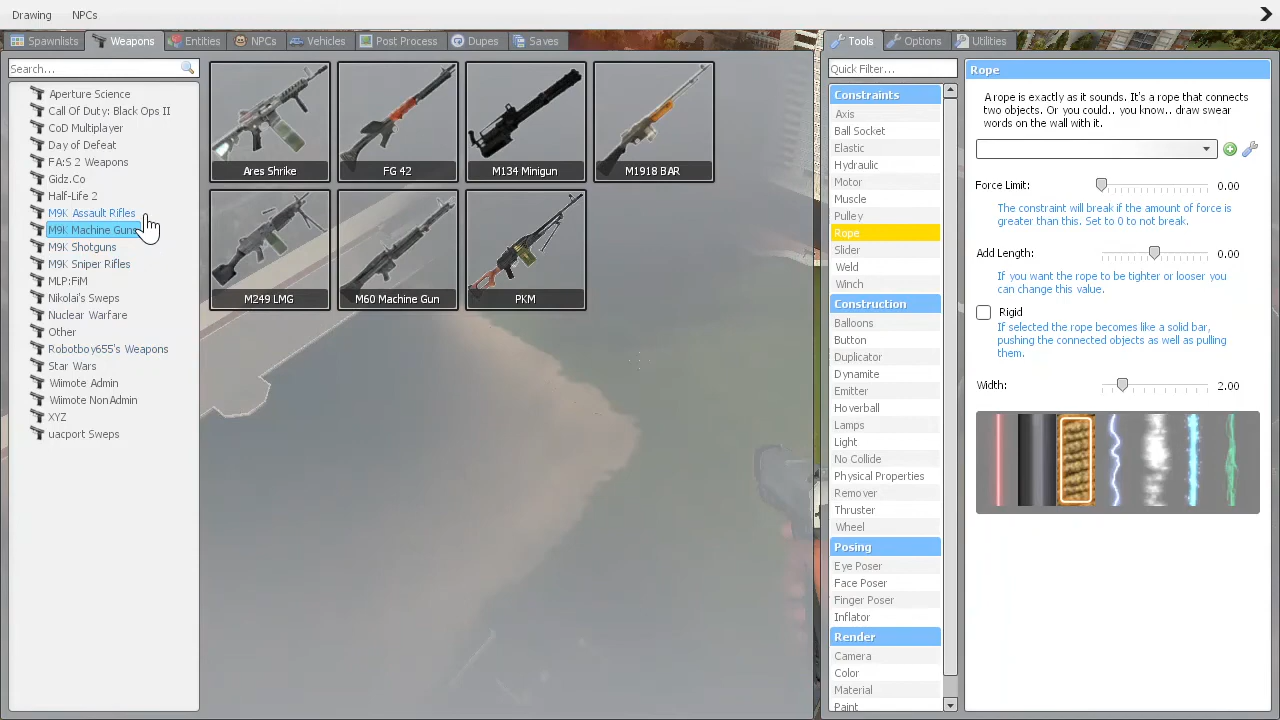 Drawing NPCs
Spawnlists Weapons Entities NPCs Vehicles Post Process Dupes Saves
Search...
Aperture Science
Call Of Duty: Black Ops II
CoD Multiplayer
Day of Defeat
FA:S 2 Weapons
Gidz.Co
Half-Life 2
M9K Assault Rifles
M9K Machine Guns
M9K Shotguns
M9K Sniper Rifles
MLP:FiM
Nikolai's Sweps
Nuclear Warfare
Other
Robotboy655's Weapons
Star Wars
Wiimote Admin
Wiimote NonAdmin
XYZ
uacport Sweps
Ares Shrike
FG 42
M134 Minigun
M1918 BAR
M249 LMG
M60 Machine Gun
PKM
Tools Options Utilities
Quick Filter...
Constraints
Axis
Ball Socket
Elastic
Hydraulic
Motor
Muscle
Pulley
Rope
Slider
Weld
Winch
Construction
Balloons
Button
Duplicator
Dynamite
Emitter
Hoverball
Lamps
Light
No Collide
Physical Properties
Remover
Thruster
Wheel
Posing
Eye Poser
Face Poser
Finger Poser
Inflator
Render
Camera
Color
Material
Paint
Rope
A rope is exactly as it sounds. It's a rope that connects
two objects. Or you could.. you know.. draw swear
words on the wall with it.
Force Limit: 0.00
The constraint will break if the amount of force is
greater than this. Set to 0 to not break.
Add Length: 0.00
If you want the rope to be tighter or looser you
can change this value.
Rigid
If selected the rope becomes like a solid bar,
pushing the connected objects as well as pulling
them.
Width: 2.00